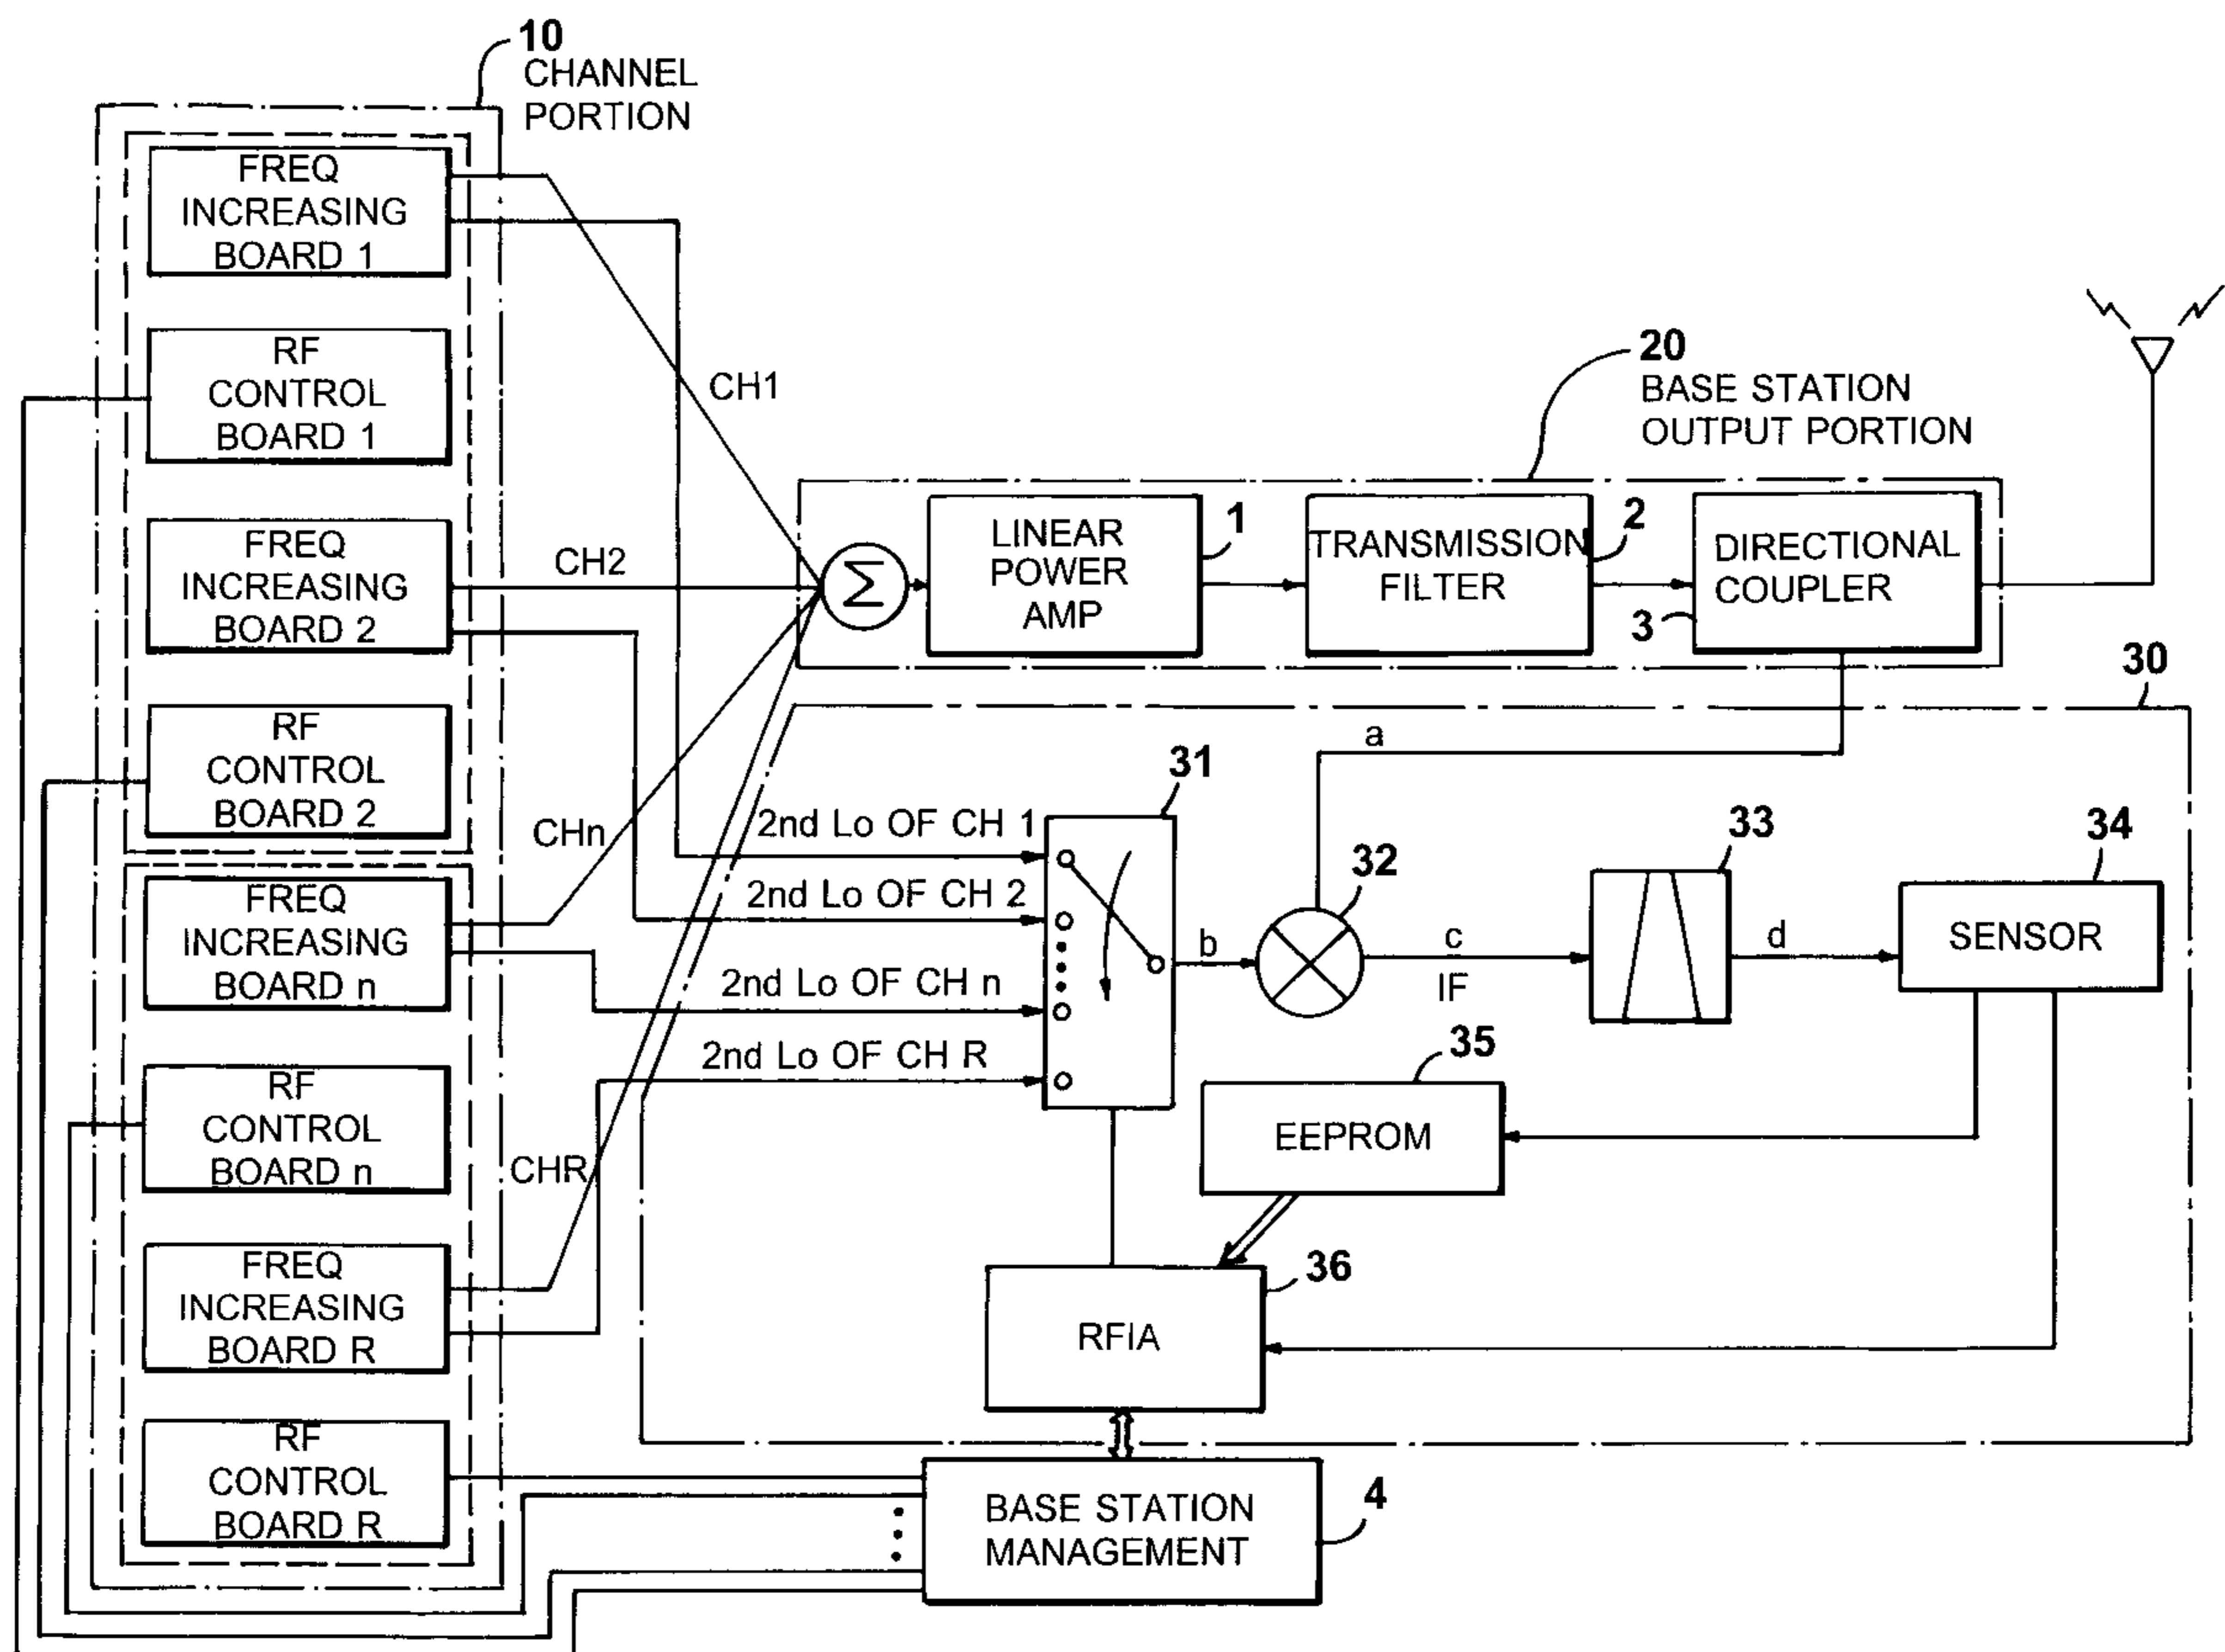 10
CHANNEL
PORTION
FREQ
INCREASING
BOARD 1
RF
CONTROL
BOARD 1
FREQ
INCREASING
BOARD 2
RF
CONTROL
BOARD 2
FREQ
INCREASING
BOARD n
RF
CONTROL
BOARD n
FREQ
INCREASING
BOARD R
RF
CONTROL
BOARD R
CH1
CH2
CHn
CHR
20
BASE STATION
OUTPUT PORTION
Σ
LINEAR
POWER
AMP
1
TRANSMISSION
FILTER
2
DIRECTIONAL
COUPLER
3
30
a
31
2nd Lo OF CH 1
2nd Lo OF CH 2
2nd Lo OF CH n
2nd Lo OF CH R
b
32
c
IF
33
d
34
SENSOR
35
EEPROM
36
RFIA
BASE STATION
MANAGEMENT
4